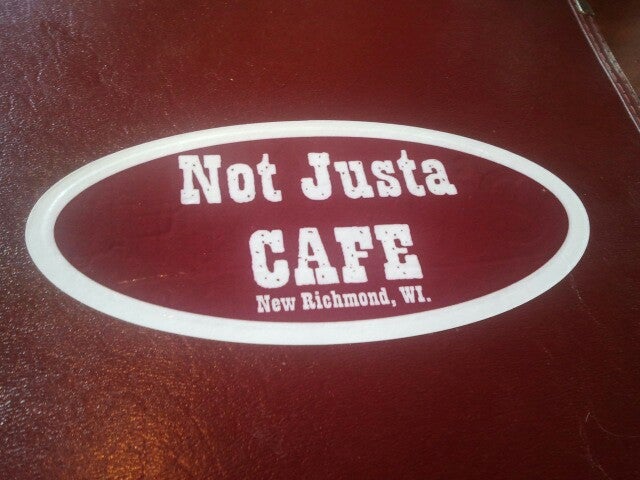 Not Justa
CAFE
New Richmond, WI.